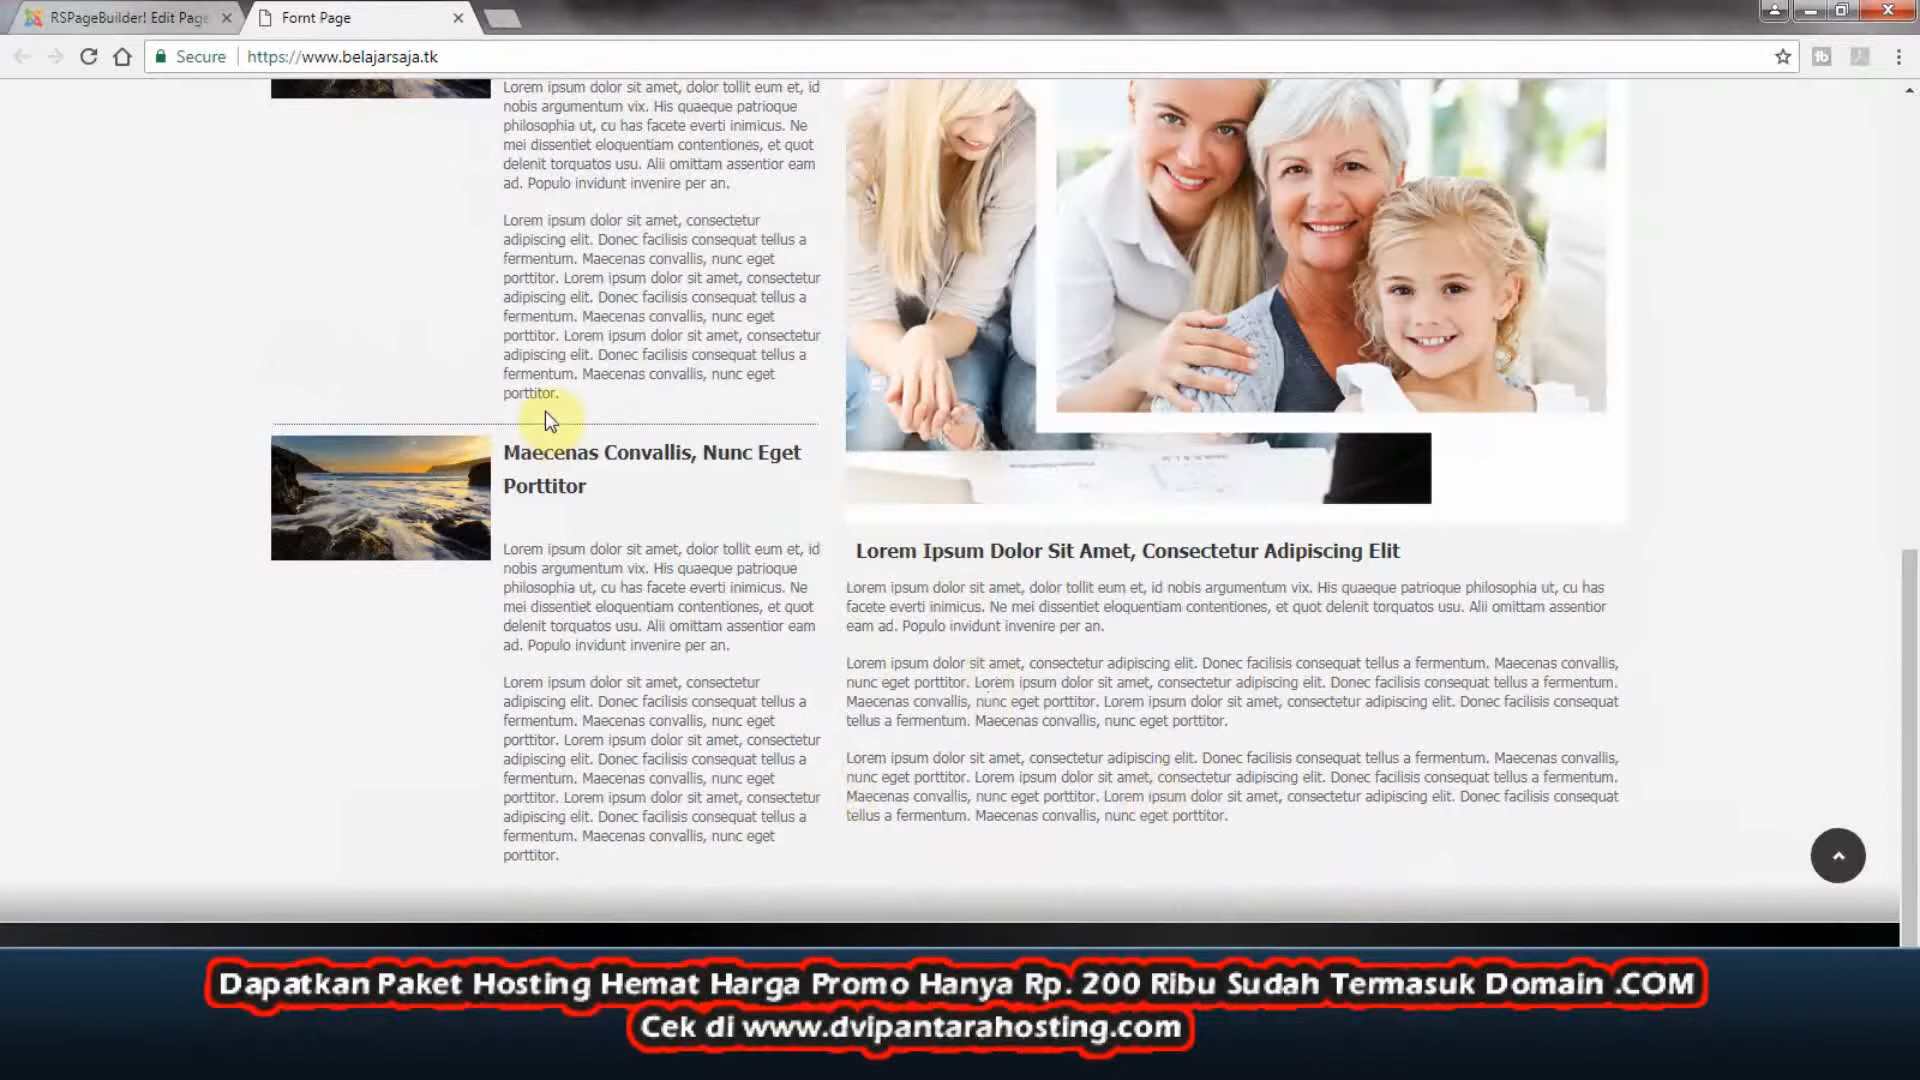 RSPageBuilder! Edit Page
Fornt Page
Secure
https://www.belajarsaja.tk
Lorem ipsum dolor sit amet, dolor tollit eum et, id
nobis argumentum vix. His quaeque patrioque
philosophia ut, cu has facete everti inimicus. Ne
mei dissentiet eloquentiam contentiones, et quot
delenit torquatos usu. Alii omittam assentior eam
ad. Populo invidunt invenire per an.
Lorem ipsum dolor sit amet, consectetur
adipiscing elit. Donec facilisis consequat tellus a
fermentum. Maecenas convallis, nunc eget
porttitor. Lorem ipsum dolor sit amet, consectetur
adipiscing elit. Donec facilisis consequat tellus a
fermentum. Maecenas convallis, nunc eget
porttitor. Lorem ipsum dolor sit amet, consectetur
adipiscing elit. Donec facilisis consequat tellus a
fermentum. Maecenas convallis, nunc eget
porttitor.
Maecenas Convallis, Nunc Eget
Porttitor
Lorem ipsum dolor sit amet, dolor tollit eum et, id
nobis argumentum vix. His quaeque patrioque
philosophia ut, cu has facete everti inimicus. Ne
mei dissentiet eloquentiam contentiones, et quot
delenit torquatos usu. Alii omittam assentior eam
ad. Populo invidunt invenire per an.
Lorem ipsum dolor sit amet, consectetur
adipiscing elit. Donec facilisis consequat tellus a
fermentum. Maecenas convallis, nunc eget
porttitor. Lorem ipsum dolor sit amet, consectetur
adipiscing elit. Donec facilisis consequat tellus a
fermentum. Maecenas convallis, nunc eget
porttitor. Lorem ipsum dolor sit amet, consectetur
adipiscing elit. Donec facilisis consequat tellus a
fermentum. Maecenas convallis, nunc eget
porttitor.
Lorem Ipsum Dolor Sit Amet, Consectetur Adipiscing Elit
Lorem ipsum dolor sit amet, dolor tollit eum et, id nobis argumentum vix. His quaeque patrioque philosophia ut, cu has
facete everti inimicus. Ne mei dissentiet eloquentiam contentiones, et quot delenit torquatos usu. Alii omittam assentior
eam ad. Populo invidunt invenire per an.
Lorem ipsum dolor sit amet, consectetur adipiscing elit. Donec facilisis consequat tellus a fermentum. Maecenas convallis,
nunc eget porttitor. Lorem ipsum dolor sit amet, consectetur adipiscing elit. Donec facilisis consequat tellus a fermentum.
Maecenas convallis, nunc eget porttitor. Lorem ipsum dolor sit amet, consectetur adipiscing elit. Donec facilisis consequat
tellus a fermentum. Maecenas convallis, nunc eget porttitor.
Lorem ipsum dolor sit amet, consectetur adipiscing elit. Donec facilisis consequat tellus a fermentum. Maecenas convallis,
nunc eget porttitor. Lorem ipsum dolor sit amet, consectetur adipiscing elit. Donec facilisis consequat tellus a fermentum.
Maecenas convallis, nunc eget porttitor. Lorem ipsum dolor sit amet, consectetur adipiscing elit. Donec facilisis consequat
tellus a fermentum. Maecenas convallis, nunc eget porttitor.
Dapatkan Paket Hosting Hemat Harga Promo Hanya Rp. 200 Ribu Sudah Termasuk Domain .COM
Cek di www.dvipantarahosting.com